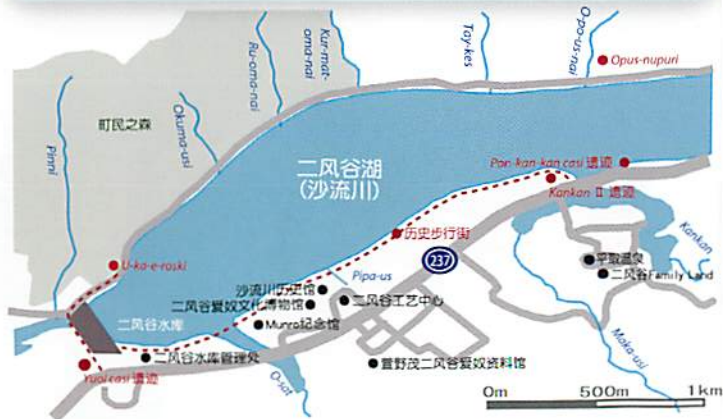 Pinni
町民之森
Okuma-usi
Ru-oma-nai
Kur-mat-
oma-nai
Tay-kes
O-po-us-nai
Opus-nupuri
二风谷湖
(沙流川)
Pon-kan-kan casi 遗迹
Kankan Ⅱ 遗迹
Kankan
历史步行街
237
平取温泉
二风谷Family Land
U-ka-e-roski
Pipa-us
沙流川历史馆
二风谷爱奴文化博物馆
二风谷工艺中心
Munro纪念馆
二风谷水库
二风谷水库管理处
Yuoi casi 遗迹
O-sat
萱野茂二风谷爱奴资料馆
Maka-usi
0m 500m 1km